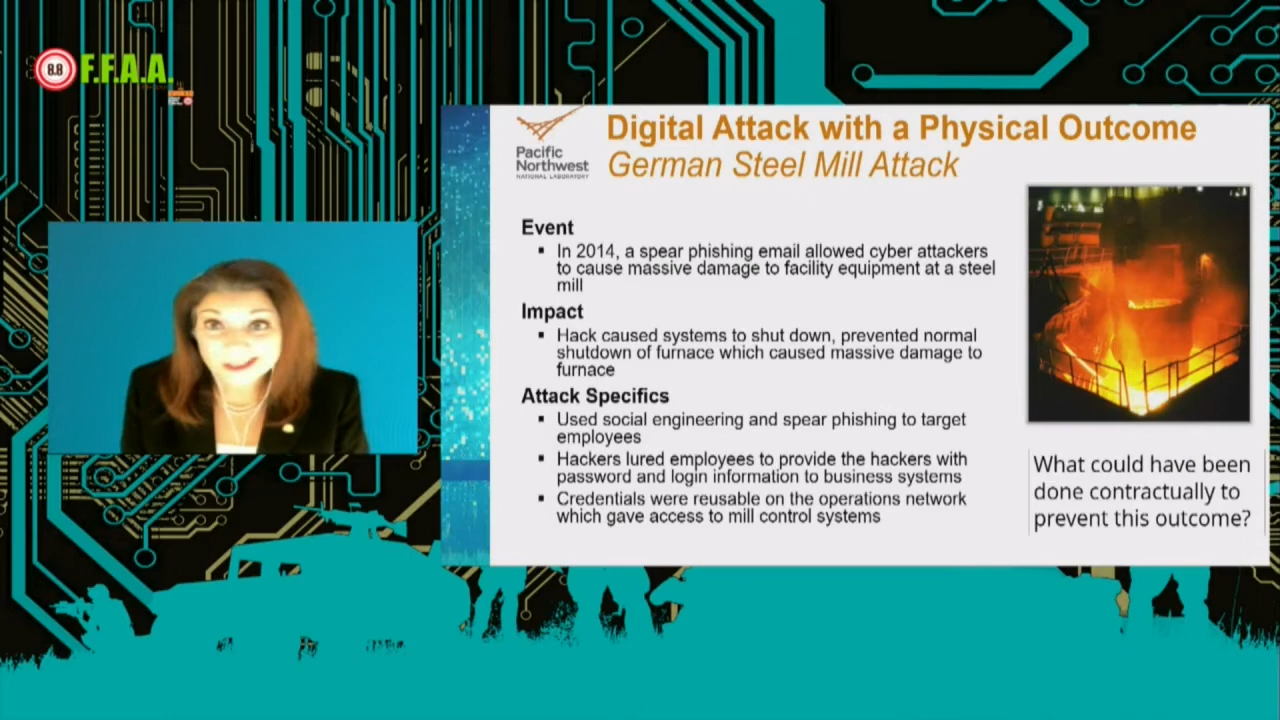 8.8 F.F.A.A.
Pacific
Northwest
NATIONAL LABORATORY
Digital Attack with a Physical Outcome
German Steel Mill Attack
Event
▪ In 2014, a spear phishing email allowed cyber attackers
to cause massive damage to facility equipment at a steel
mill
Impact
▪ Hack caused systems to shut down, prevented normal
shutdown of furnace which caused massive damage to
furnace
Attack Specifics
▪ Used social engineering and spear phishing to target
employees
▪ Hackers lured employees to provide the hackers with
password and login information to business systems
▪ Credentials were reusable on the operations network
which gave access to mill control systems
What could have been
done contractually to
prevent this outcome?